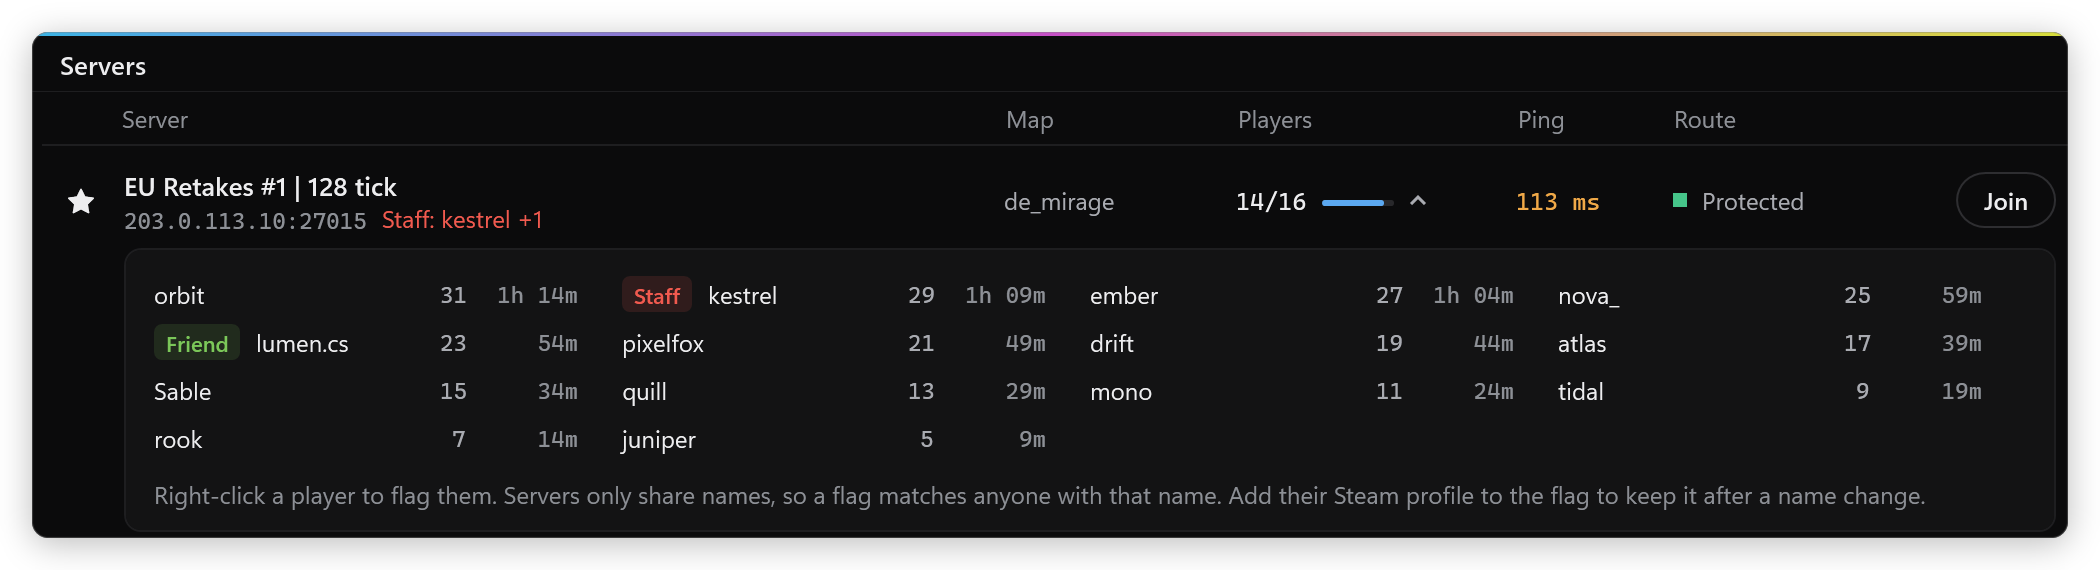 Servers
Server Map Players Ping Route
EU Retakes #1 | 128 tick
203.0.113.10:27015 Staff: kestrel +1
de_mirage 14/16 113 ms Protected Join
orbit 31 1h 14m Staff kestrel 29 1h 09m ember 27 1h 04m nova_ 25 59m
Friend lumen.cs 23 54m pixelfox 21 49m drift 19 44m atlas 17 39m
Sable 15 34m quill 13 29m mono 11 24m tidal 9 19m
rook 7 14m juniper 5 9m
Right-click a player to flag them. Servers only share names, so a flag matches anyone with that name. Add their Steam profile to the flag to keep it after a name change.